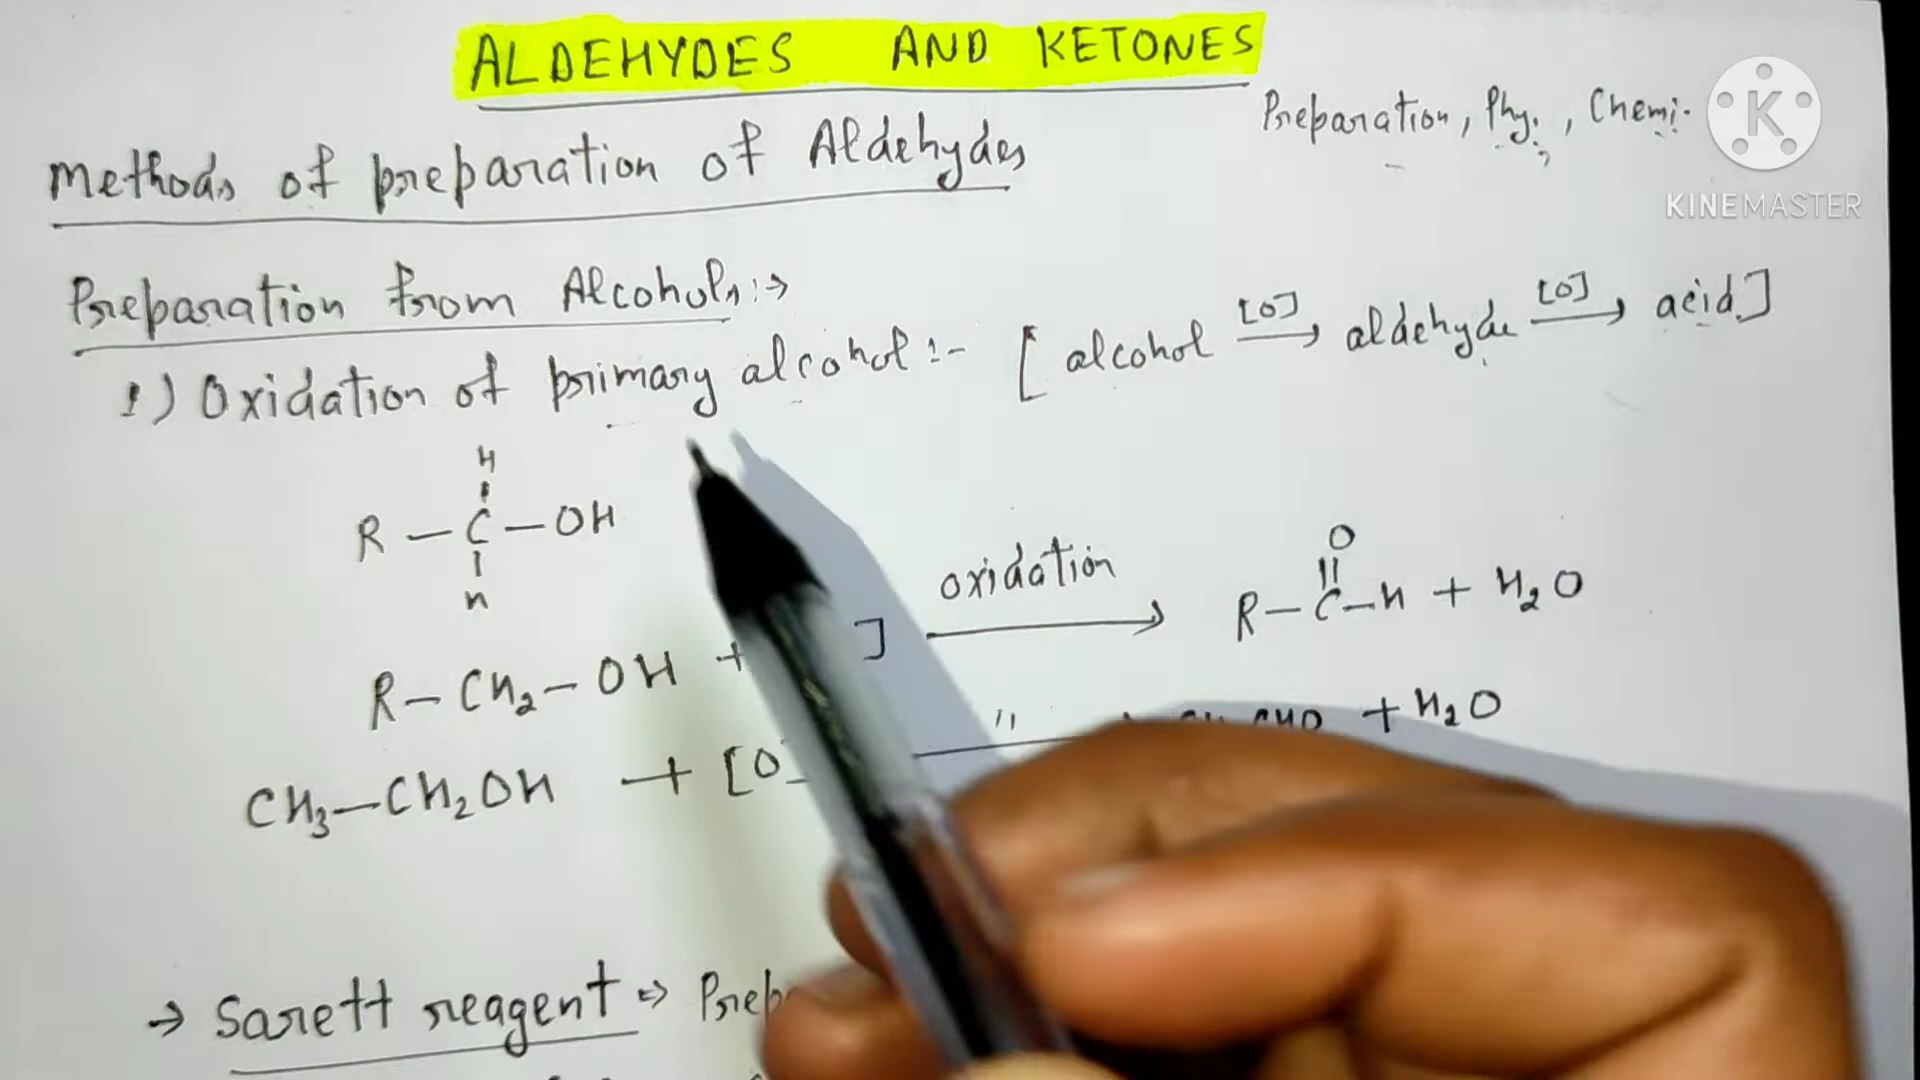 ALDEHYDES AND KETONES
Preparation, Phy., Chemi.
K
KINEMASTER
Methods of preparation of Aldehydes
Preparation from Alcohols:→
1) Oxidation of primary alcohol:- [alcohol [O]→ aldehyde [O]→ acid]
H
R - C - OH
H
oxidation
O
R-CH2-OH + ] → R-C-H + H2O
CH3-CH2OH + [O] " → CHO + H2O
→ Sarett reagent ⇒